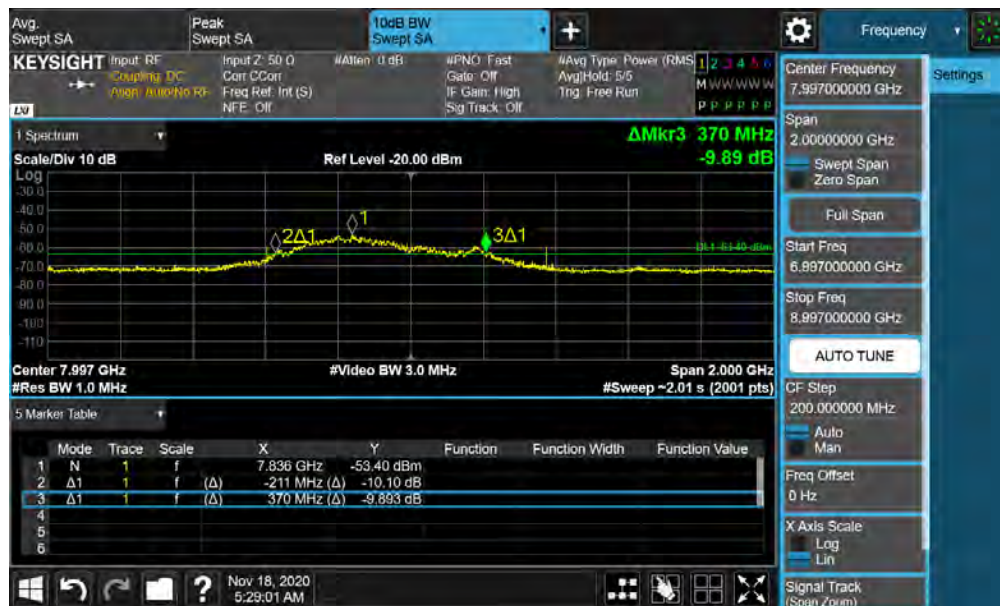 Avg.
Swept SA
Peak
Swept SA
10dB BW
Swept SA
+
Frequency
KEYSIGHT
Input: RF
Coupling: DC
Align: Auto/No RF
Input Z: 50 Ω
Corr CCorr
Freq Ref: Int (S)
NFE: Off
#Atten: 0 dB
#PNO: Fast
Gate: Off
IF Gain: High
Sig Track: Off
#Avg Type: Power (RMS
Avg|Hold: 5/5
Trig: Free Run
1 2 3 4 5 6
M W W W W W
P P P P P P
LXI
1 Spectrum
Scale/Div 10 dB
Ref Level -20.00 dBm
ΔMkr3 370 MHz
-9.89 dB
Log
-30.0
-40.0
-50.0
-60.0
-70.0
-80.0
-90.0
-100
-110
1
2Δ1
3Δ1
DL1 -63.40 dBm
Center 7.997 GHz
#Res BW 1.0 MHz
#Video BW 3.0 MHz
Span 2.000 GHz
#Sweep ~2.01 s (2001 pts)
5 Marker Table
Mode Trace Scale X Y Function Function Width Function Value
1 N 1 f 7.836 GHz -53.40 dBm
2 Δ1 1 f (Δ) -211 MHz (Δ) -10.10 dB
3 Δ1 1 f (Δ) 370 MHz (Δ) -9.893 dB
4
5
6
Center Frequency
7.997000000 GHz
Settings
Span
2.00000000 GHz
Swept Span
Zero Span
Full Span
Start Freq
6.997000000 GHz
Stop Freq
8.997000000 GHz
AUTO TUNE
CF Step
200.000000 MHz
Auto
Man
Freq Offset
0 Hz
X Axis Scale
Log
Lin
Signal Track
(Span Zoom)
?
Nov 18, 2020
5:29:01 AM